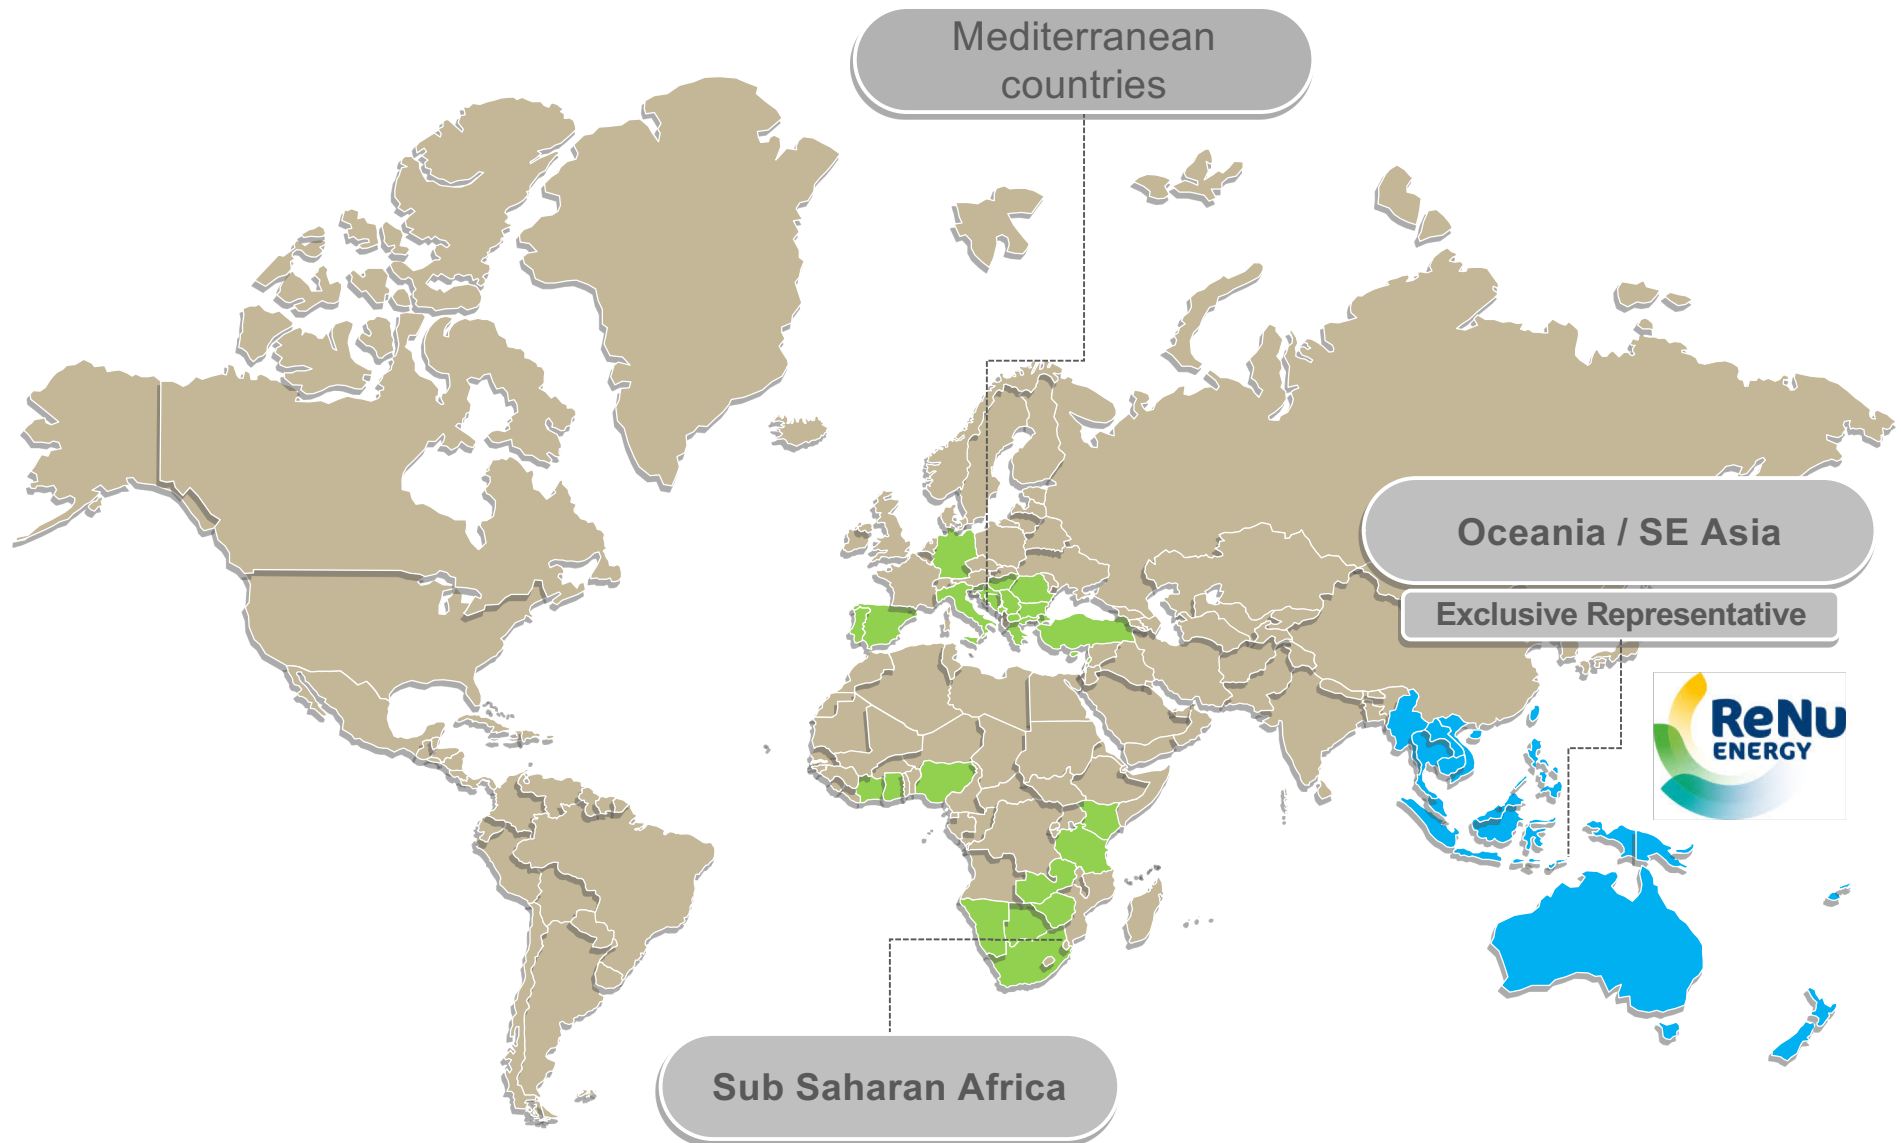 Mediterranean
countries
Oceania / SE Asia
Exclusive Representative
ReNu
ENERGY
Sub Saharan Africa